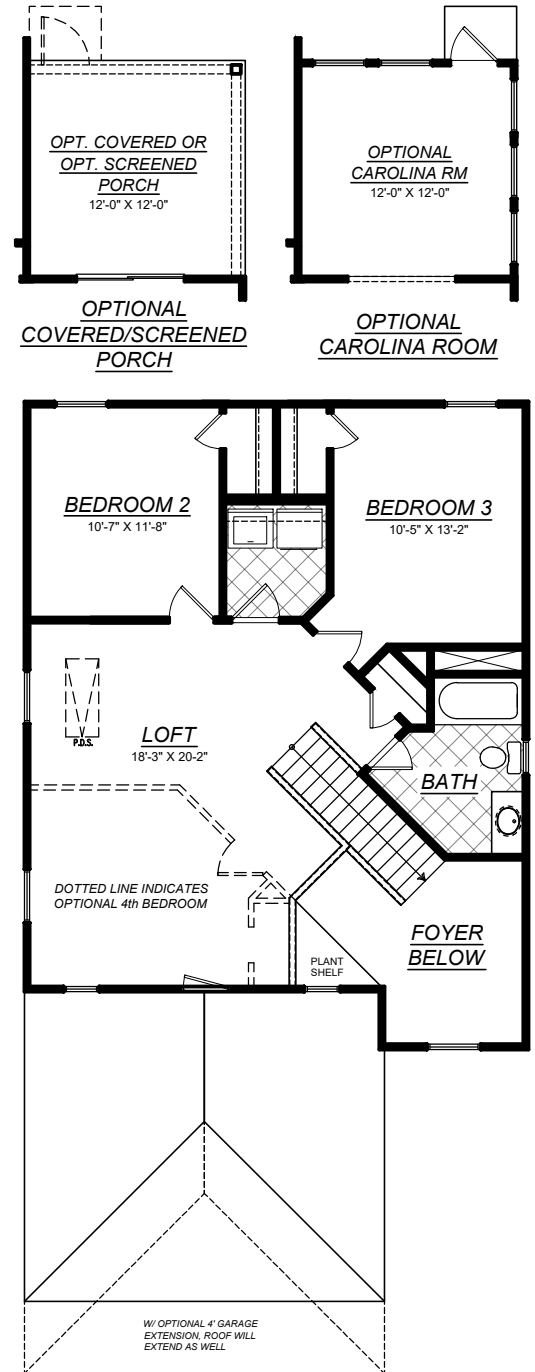 OPT. COVERED OR
OPT. SCREENED
PORCH
12'-0" X 12'-0"
OPTIONAL
COVERED/SCREENED
PORCH
OPTIONAL
CAROLINA RM
12'-0" X 12'-0"
OPTIONAL
CAROLINA ROOM
BEDROOM 2
10'-7" X 11'-8"
BEDROOM 3
10'-5" X 13'-2"
P.D.S.
LOFT
18'-3" X 20-2"
BATH
DOTTED LINE INDICATES
OPTIONAL 4th BEDROOM
PLANT
SHELF
FOYER
BELOW
W/ OPTIONAL 4' GARAGE
EXTENSION, ROOF WILL
EXTEND AS WELL